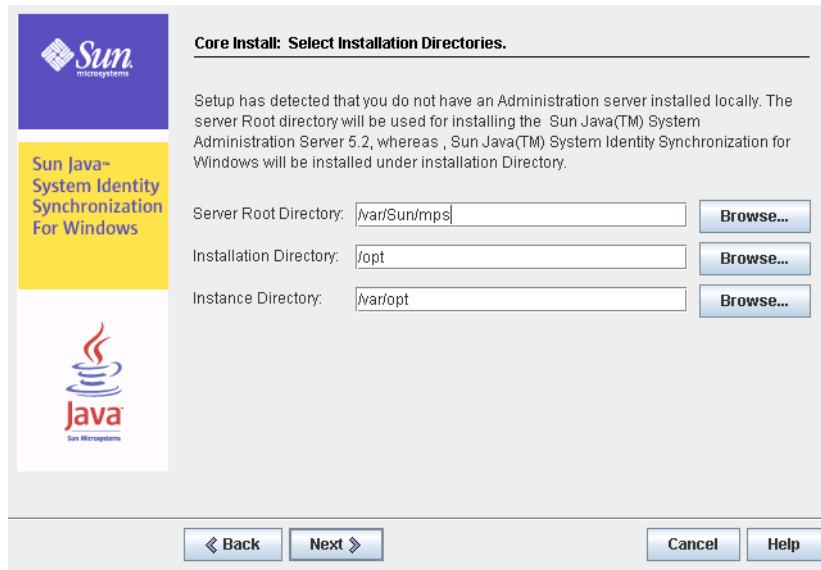 Sun
microsystems
Sun Java™
System Identity
Synchronization
For Windows
Java
Sun Microsystems
Core Install: Select Installation Directories.
Setup has detected that you do not have an Administration server installed locally. The
server Root directory will be used for installing the Sun Java(TM) System
Administration Server 5.2, whereas , Sun Java(TM) System Identity Synchronization for
Windows will be installed under installation Directory.
Server Root Directory: /var/Sun/mps Browse...
Installation Directory: /opt Browse...
Instance Directory: /var/opt Browse...
Back Next Cancel Help